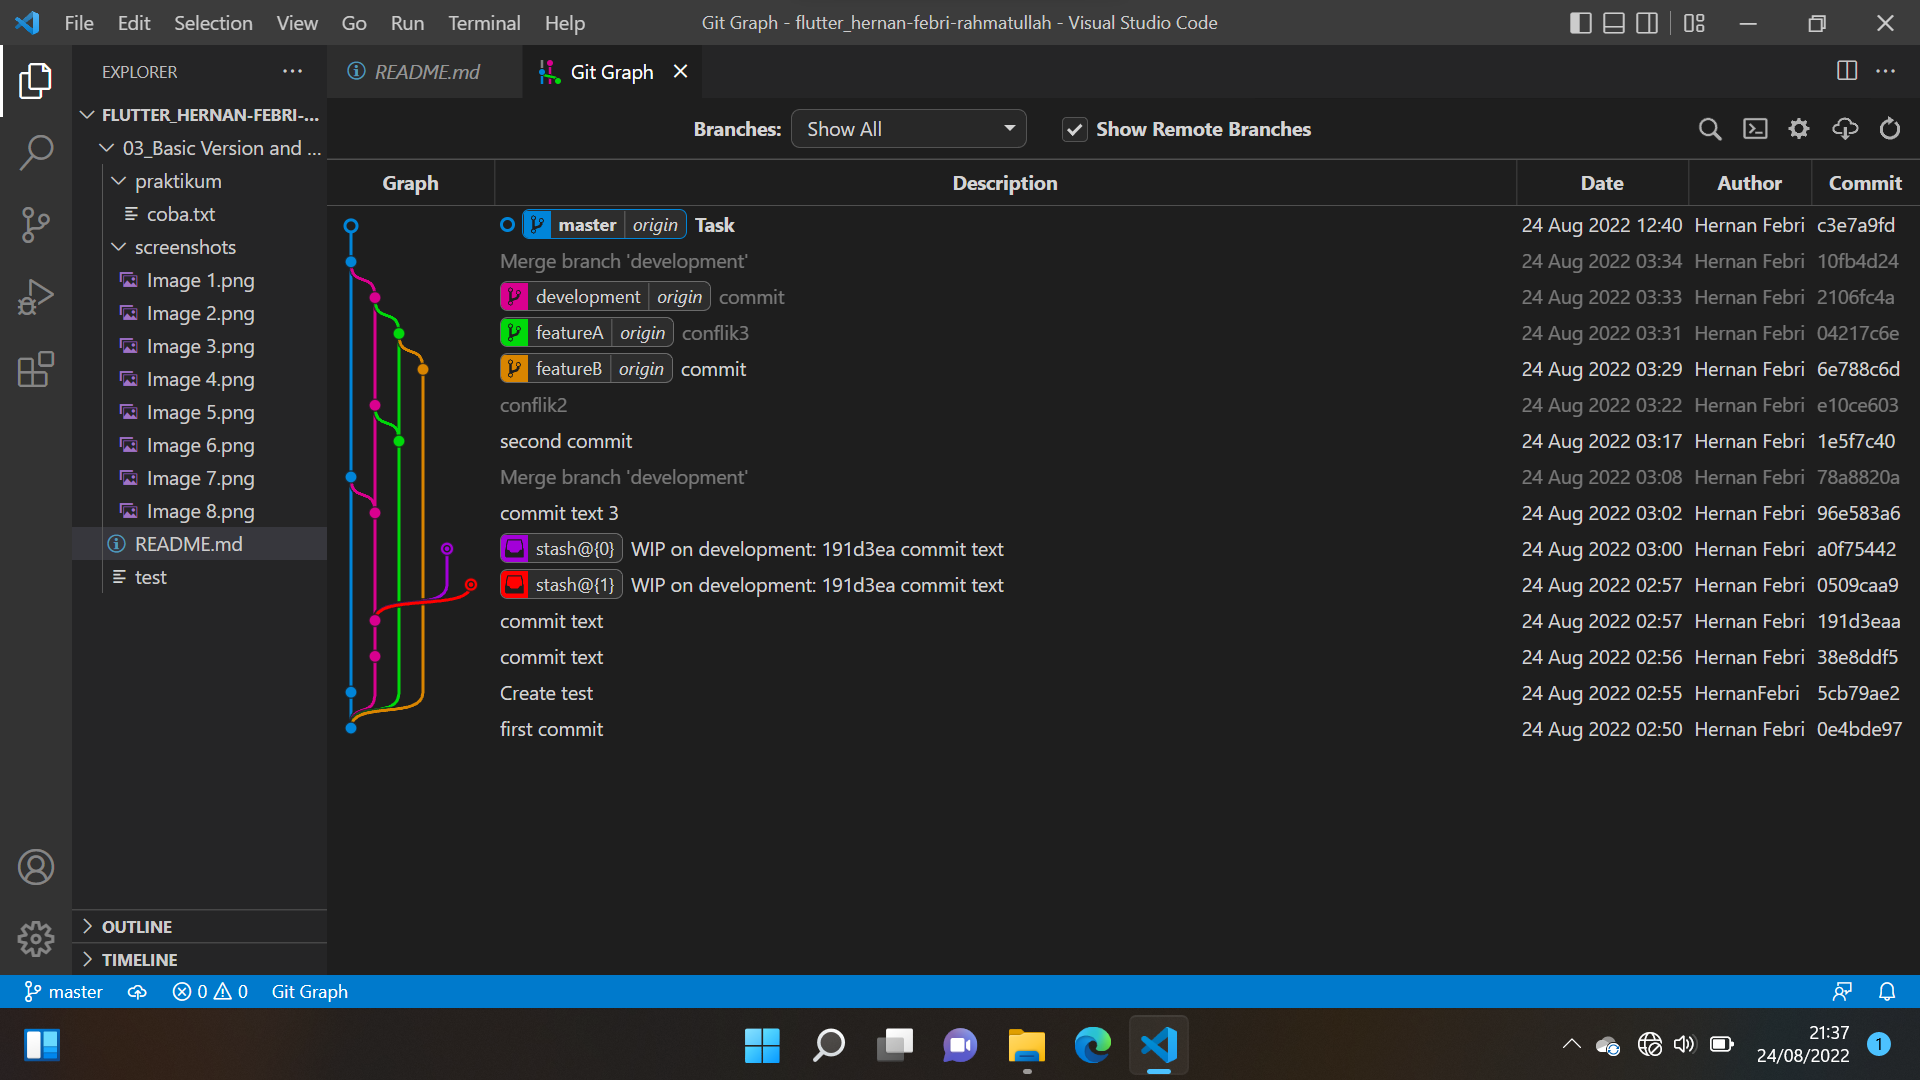 File Edit Selection View Go Run Terminal Help
Git Graph - flutter_hernan-febri-rahmatullah - Visual Studio Code
EXPLORER
FLUTTER_HERNAN-FEBRI-...
03_Basic Version and ...
praktikum
coba.txt
screenshots
Image 1.png
Image 2.png
Image 3.png
Image 4.png
Image 5.png
Image 6.png
Image 7.png
Image 8.png
README.md
test
OUTLINE
TIMELINE
README.md
Git Graph
Branches: Show All Show Remote Branches
Graph Description Date Author Commit
master origin Task 24 Aug 2022 12:40 Hernan Febri c3e7a9fd
Merge branch 'development' 24 Aug 2022 03:34 Hernan Febri 10fb4d24
development origin commit 24 Aug 2022 03:33 Hernan Febri 2106fc4a
featureA origin conflik3 24 Aug 2022 03:31 Hernan Febri 04217c6e
featureB origin commit 24 Aug 2022 03:29 Hernan Febri 6e788c6d
conflik2 24 Aug 2022 03:22 Hernan Febri e10ce603
second commit 24 Aug 2022 03:17 Hernan Febri 1e5f7c40
Merge branch 'development' 24 Aug 2022 03:08 Hernan Febri 78a8820a
commit text 3 24 Aug 2022 03:02 Hernan Febri 96e583a6
stash@{0} WIP on development: 191d3ea commit text 24 Aug 2022 03:00 Hernan Febri a0f75442
stash@{1} WIP on development: 191d3ea commit text 24 Aug 2022 02:57 Hernan Febri 0509caa9
commit text 24 Aug 2022 02:57 Hernan Febri 191d3eaa
commit text 24 Aug 2022 02:56 Hernan Febri 38e8ddf5
Create test 24 Aug 2022 02:55 HernanFebri 5cb79ae2
first commit 24 Aug 2022 02:50 Hernan Febri 0e4bde97
master 0 0 Git Graph
21:37
24/08/2022
1